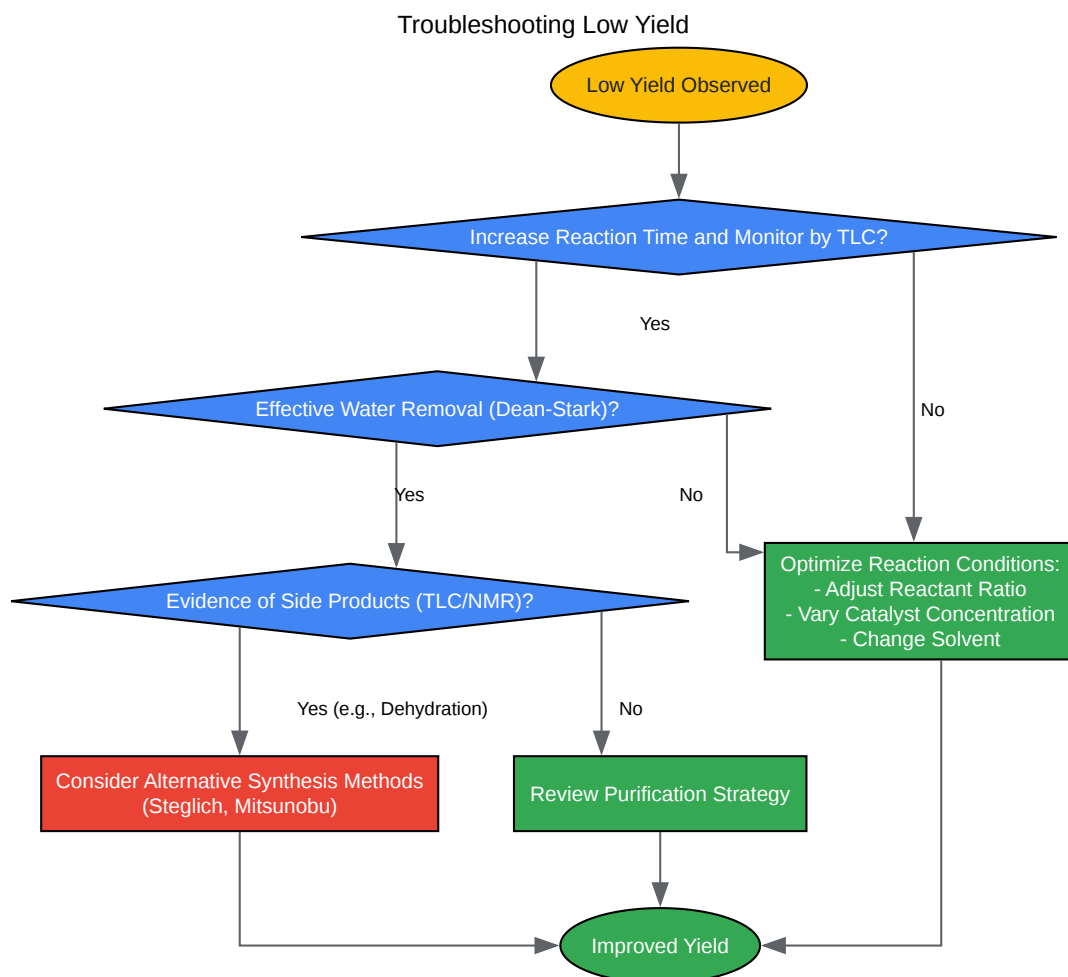 Troubleshooting Low Yield
Low Yield Observed
Increase Reaction Time and Monitor by TLC?
Yes
No
Effective Water Removal (Dean-Stark)?
Yes
No
Optimize Reaction Conditions:
- Adjust Reactant Ratio
- Vary Catalyst Concentration
- Change Solvent
Evidence of Side Products (TLC/NMR)?
Yes (e.g., Dehydration)
No
Consider Alternative Synthesis Methods
(Steglich, Mitsunobu)
Review Purification Strategy
Improved Yield